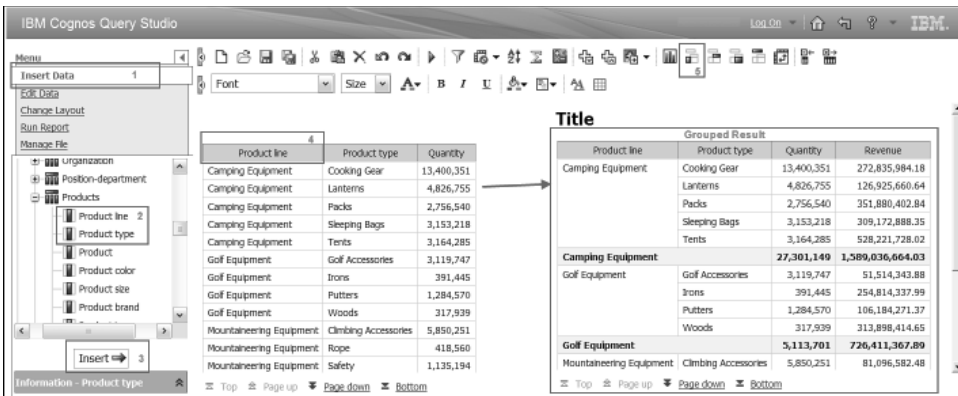 IBM Cognos Query Studio
Log On
IBM.
Menu
Insert Data 1
Edit Data
Change Layout
Run Report
Manage File
Organization
Position-department
Products
Product line 2
Product type
Product
Product color
Product size
Product brand
Insert 3
Information - Product type
Font
Size
A
B I U
5
4
Product line Product type Quantity
Camping Equipment Cooking Gear 13,400,351
Camping Equipment Lanterns 4,826,755
Camping Equipment Packs 2,756,540
Camping Equipment Sleeping Bags 3,153,218
Camping Equipment Tents 3,164,285
Golf Equipment Golf Accessories 3,119,747
Golf Equipment Irons 391,445
Golf Equipment Putters 1,284,570
Golf Equipment Woods 317,939
Mountaineering Equipment Climbing Accessories 5,850,251
Mountaineering Equipment Rope 418,560
Mountaineering Equipment Safety 1,135,194
Top Page up Page down Bottom
Title
Grouped Result
Product line Product type Quantity Revenue
Camping Equipment Cooking Gear 13,400,351 272,835,984.18
Lanterns 4,826,755 126,925,660.64
Packs 2,756,540 351,880,402.84
Sleeping Bags 3,153,218 309,172,888.35
Tents 3,164,285 528,221,728.02
Camping Equipment 27,301,149 1,589,036,664.03
Golf Equipment Golf Accessories 3,119,747 51,514,343.88
Irons 391,445 254,814,337.99
Putters 1,284,570 106,184,271.37
Woods 317,939 313,898,414.65
Golf Equipment 5,113,701 726,411,367.89
Mountaineering Equipment Climbing Accessories 5,850,251 81,096,582.48
Top Page up Page down Bottom